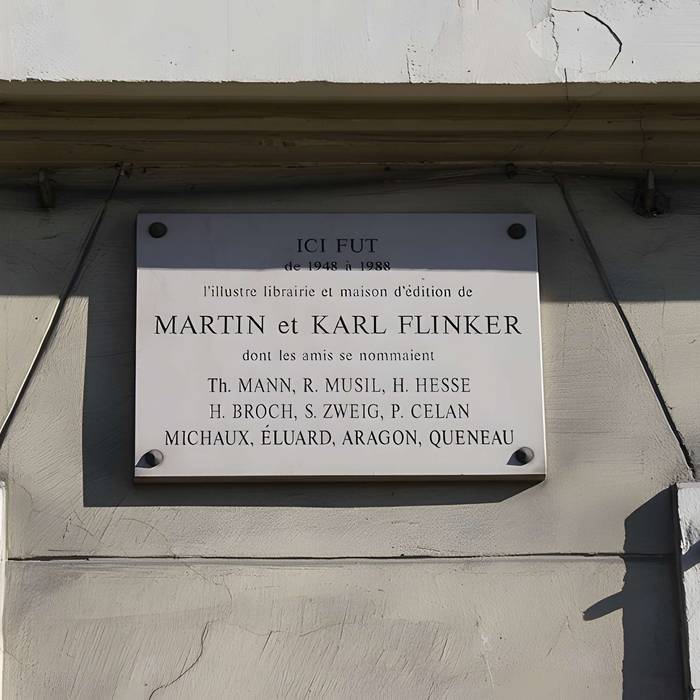 ICI FUT
de 1948 à 1988
l'illustre librairie et maison d'édition de
MARTIN et KARL FLINKER
dont les amis se nommaient
Th. MANN, R. MUSIL, H. HESSE
H. BROCH, S. ZWEIG, P. CELAN
MICHAUX, ÉLUARD, ARAGON, QUENEAU